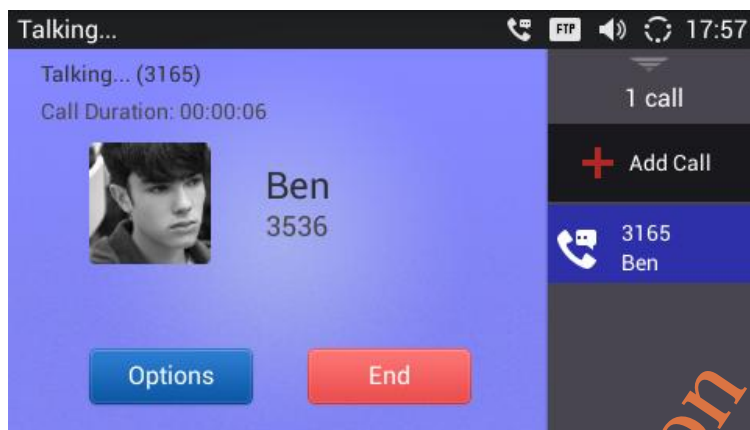 Talking...
FTP
17:57
Talking... (3165)
Call Duration: 00:00:06
Ben
3536
Options
End
1 call
Add Call
3165
Ben
on